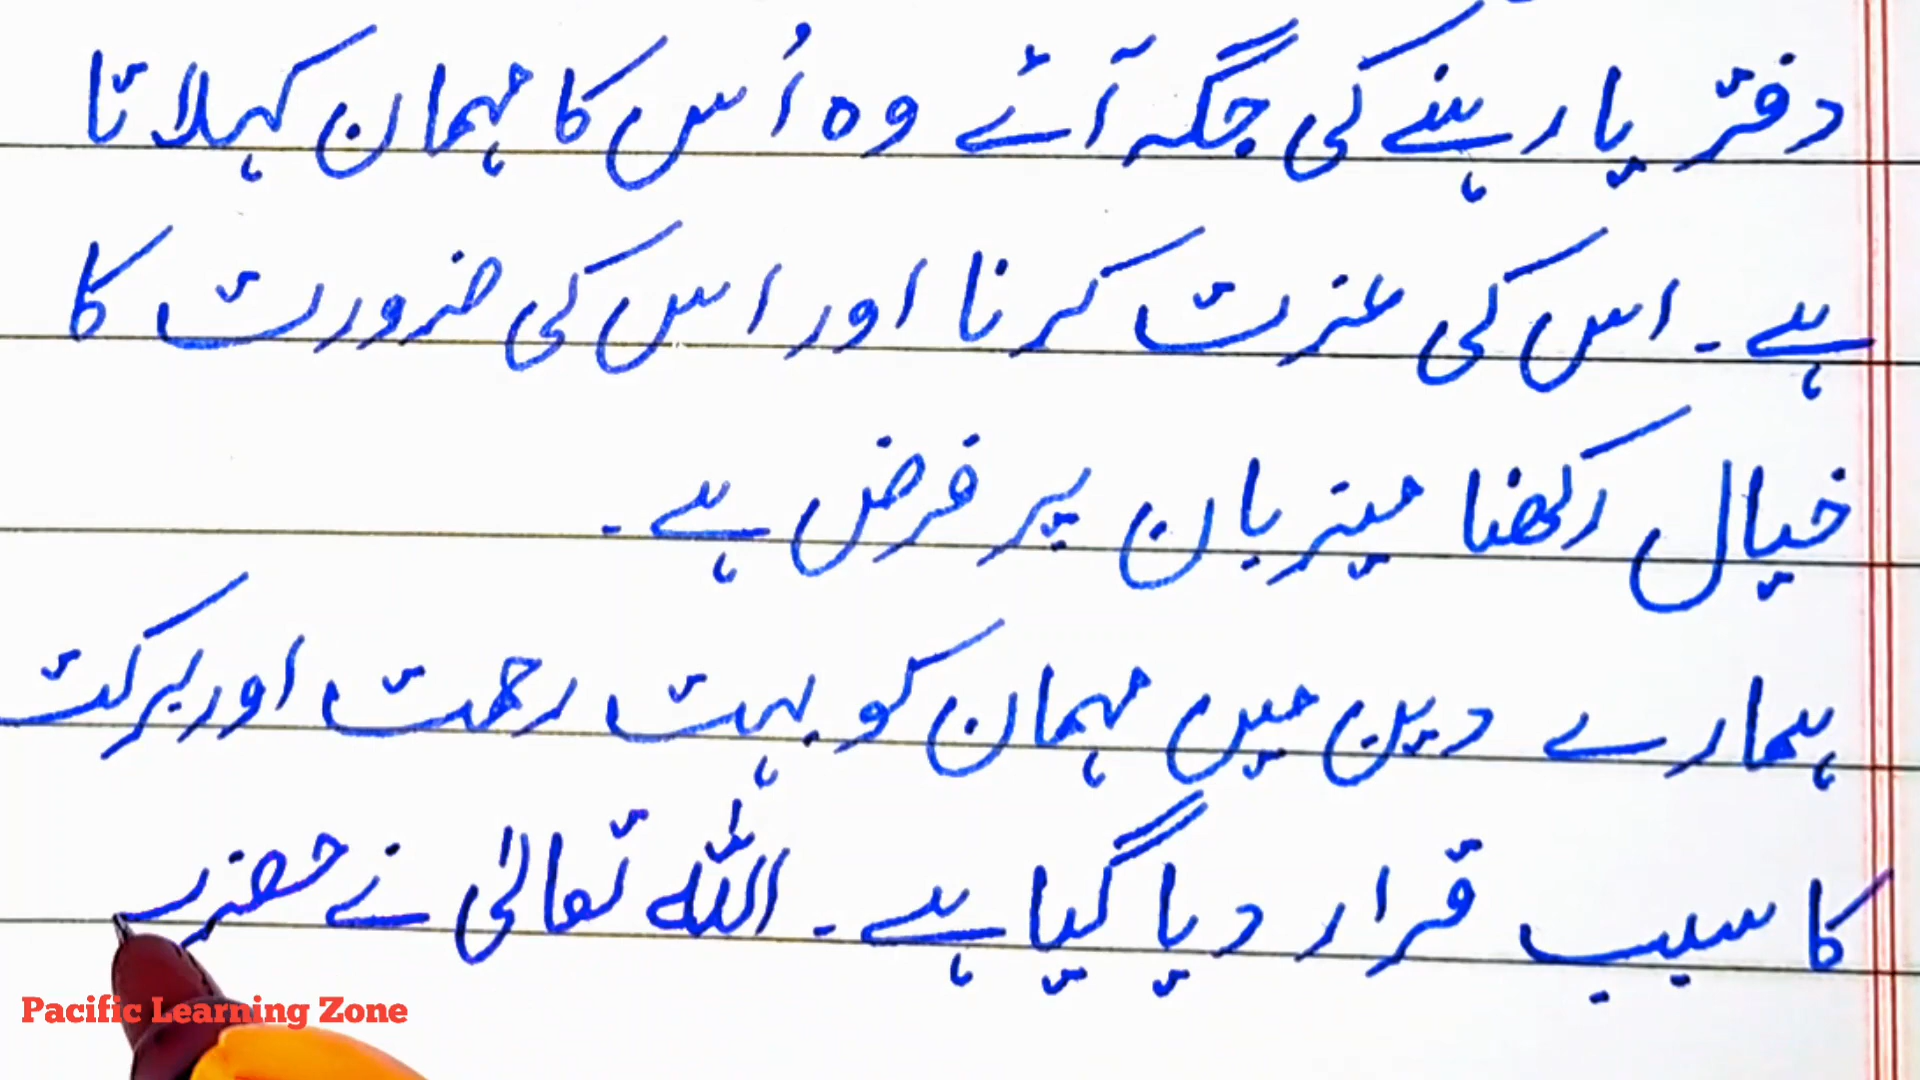 دفتر یا رہنے کی جگہ آئے وہ اُس کا مہمان کہلاتا
ہے۔ اس کی عزت کرنا اور اس کی ضرورت کا
خیال رکھنا میزبان پر فرض ہے۔
ہمارے دین میں مہمان کو بہت رحمت اور برکت
کا سبب قرار دیا گیا ہے۔ اللہ تعالیٰ نے
Pacific Learning Zone